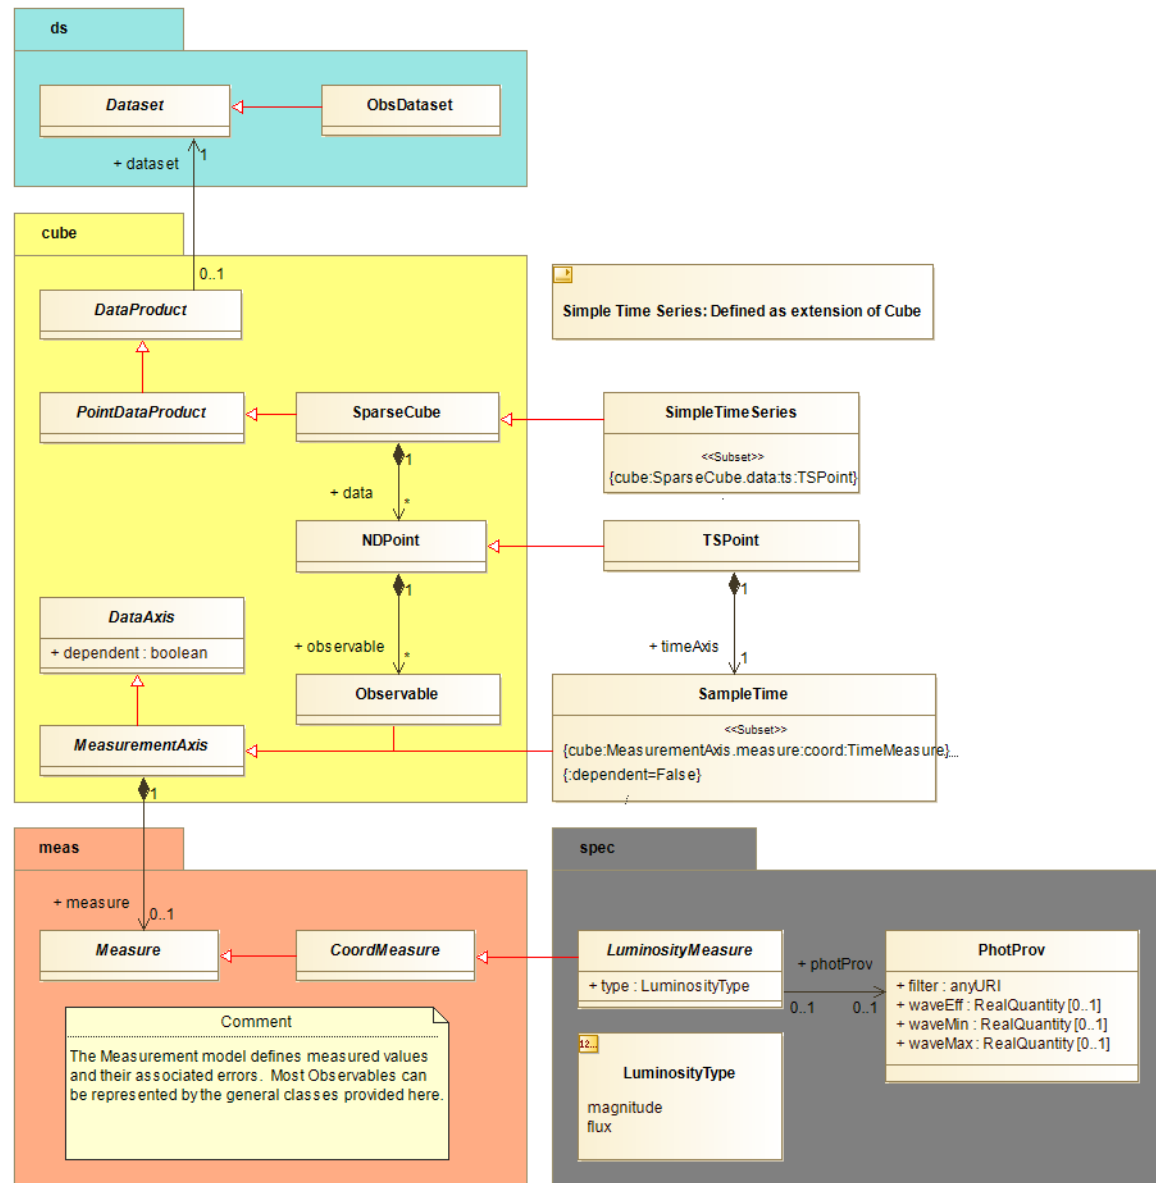 ds
Dataset
ObsDataset
+ dataset
1
cube
0..1
DataProduct
Simple Time Series: Defined as extension of Cube
PointDataProduct
SparseCube
SimpleTimeSeries
<<Subset>>
{cube:SparseCube.data:ts:TSPoint}
1
+ data
*
NDPoint
TSPoint
1
1
DataAxis
+ dependent : boolean
+ observable
*
+ timeAxis
1
Observable
SampleTime
<<Subset>>
{cube:MeasurementAxis.measure:coord:TimeMeasure}...
{:dependent=False}
MeasurementAxis
1
meas
spec
+ measure
0..1
Measure
CoordMeasure
LuminosityMeasure
+ type : LuminosityType
+ photProv
0..1
0..1
PhotProv
+ filter : anyURI
+ waveEff : RealQuantity [0..1]
+ waveMin : RealQuantity [0..1]
+ waveMax : RealQuantity [0..1]
Comment
The Measurement model defines measured values
and their associated errors.  Most Observables can
be represented by the general classes provided here.
12...
LuminosityType
magnitude
flux